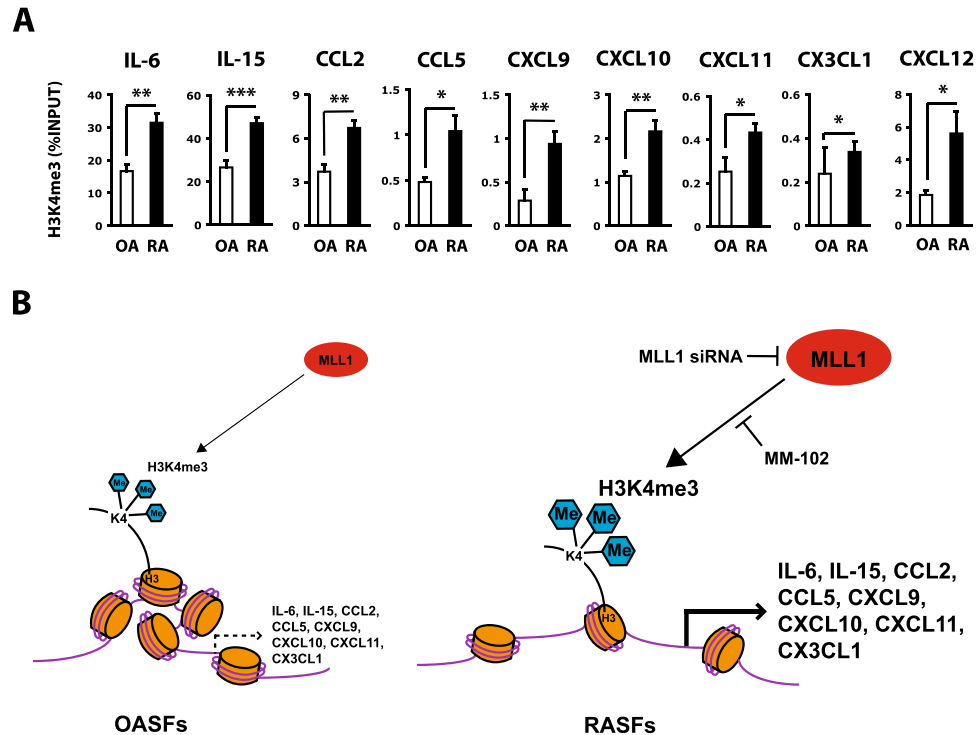 A
IL-6 IL-15 CCL2 CCL5 CXCL9 CXCL10 CXCL11 CX3CL1 CXCL12
H3K4me3 (%INPUT)
** *** ** * ** ** * * *
40 60 9 1.5 1.5 3 0.6 0.6 8
30 40 6 1 1 2 0.4 0.4 6
20 20 3 0.5 0.5 1 0.2 0.2 4
10 2
0 0 0 0 0.0 0 0 0 0
OA RA OA RA OA RA OA RA OA RA OA RA OA RA OA RA OA RA
B
MLL1
H3K4me3
Me
Me
Me
K4
H3
IL-6, IL-15, CCL2,
CCL5, CXCL9,
CXCL10, CXCL11,
CX3CL1
OASFs
MLL1 siRNA
MLL1
MM-102
H3K4me3
Me
Me
Me
K4
H3
IL-6, IL-15, CCL2,
CCL5, CXCL9,
CXCL10, CXCL11,
CX3CL1
RASFs